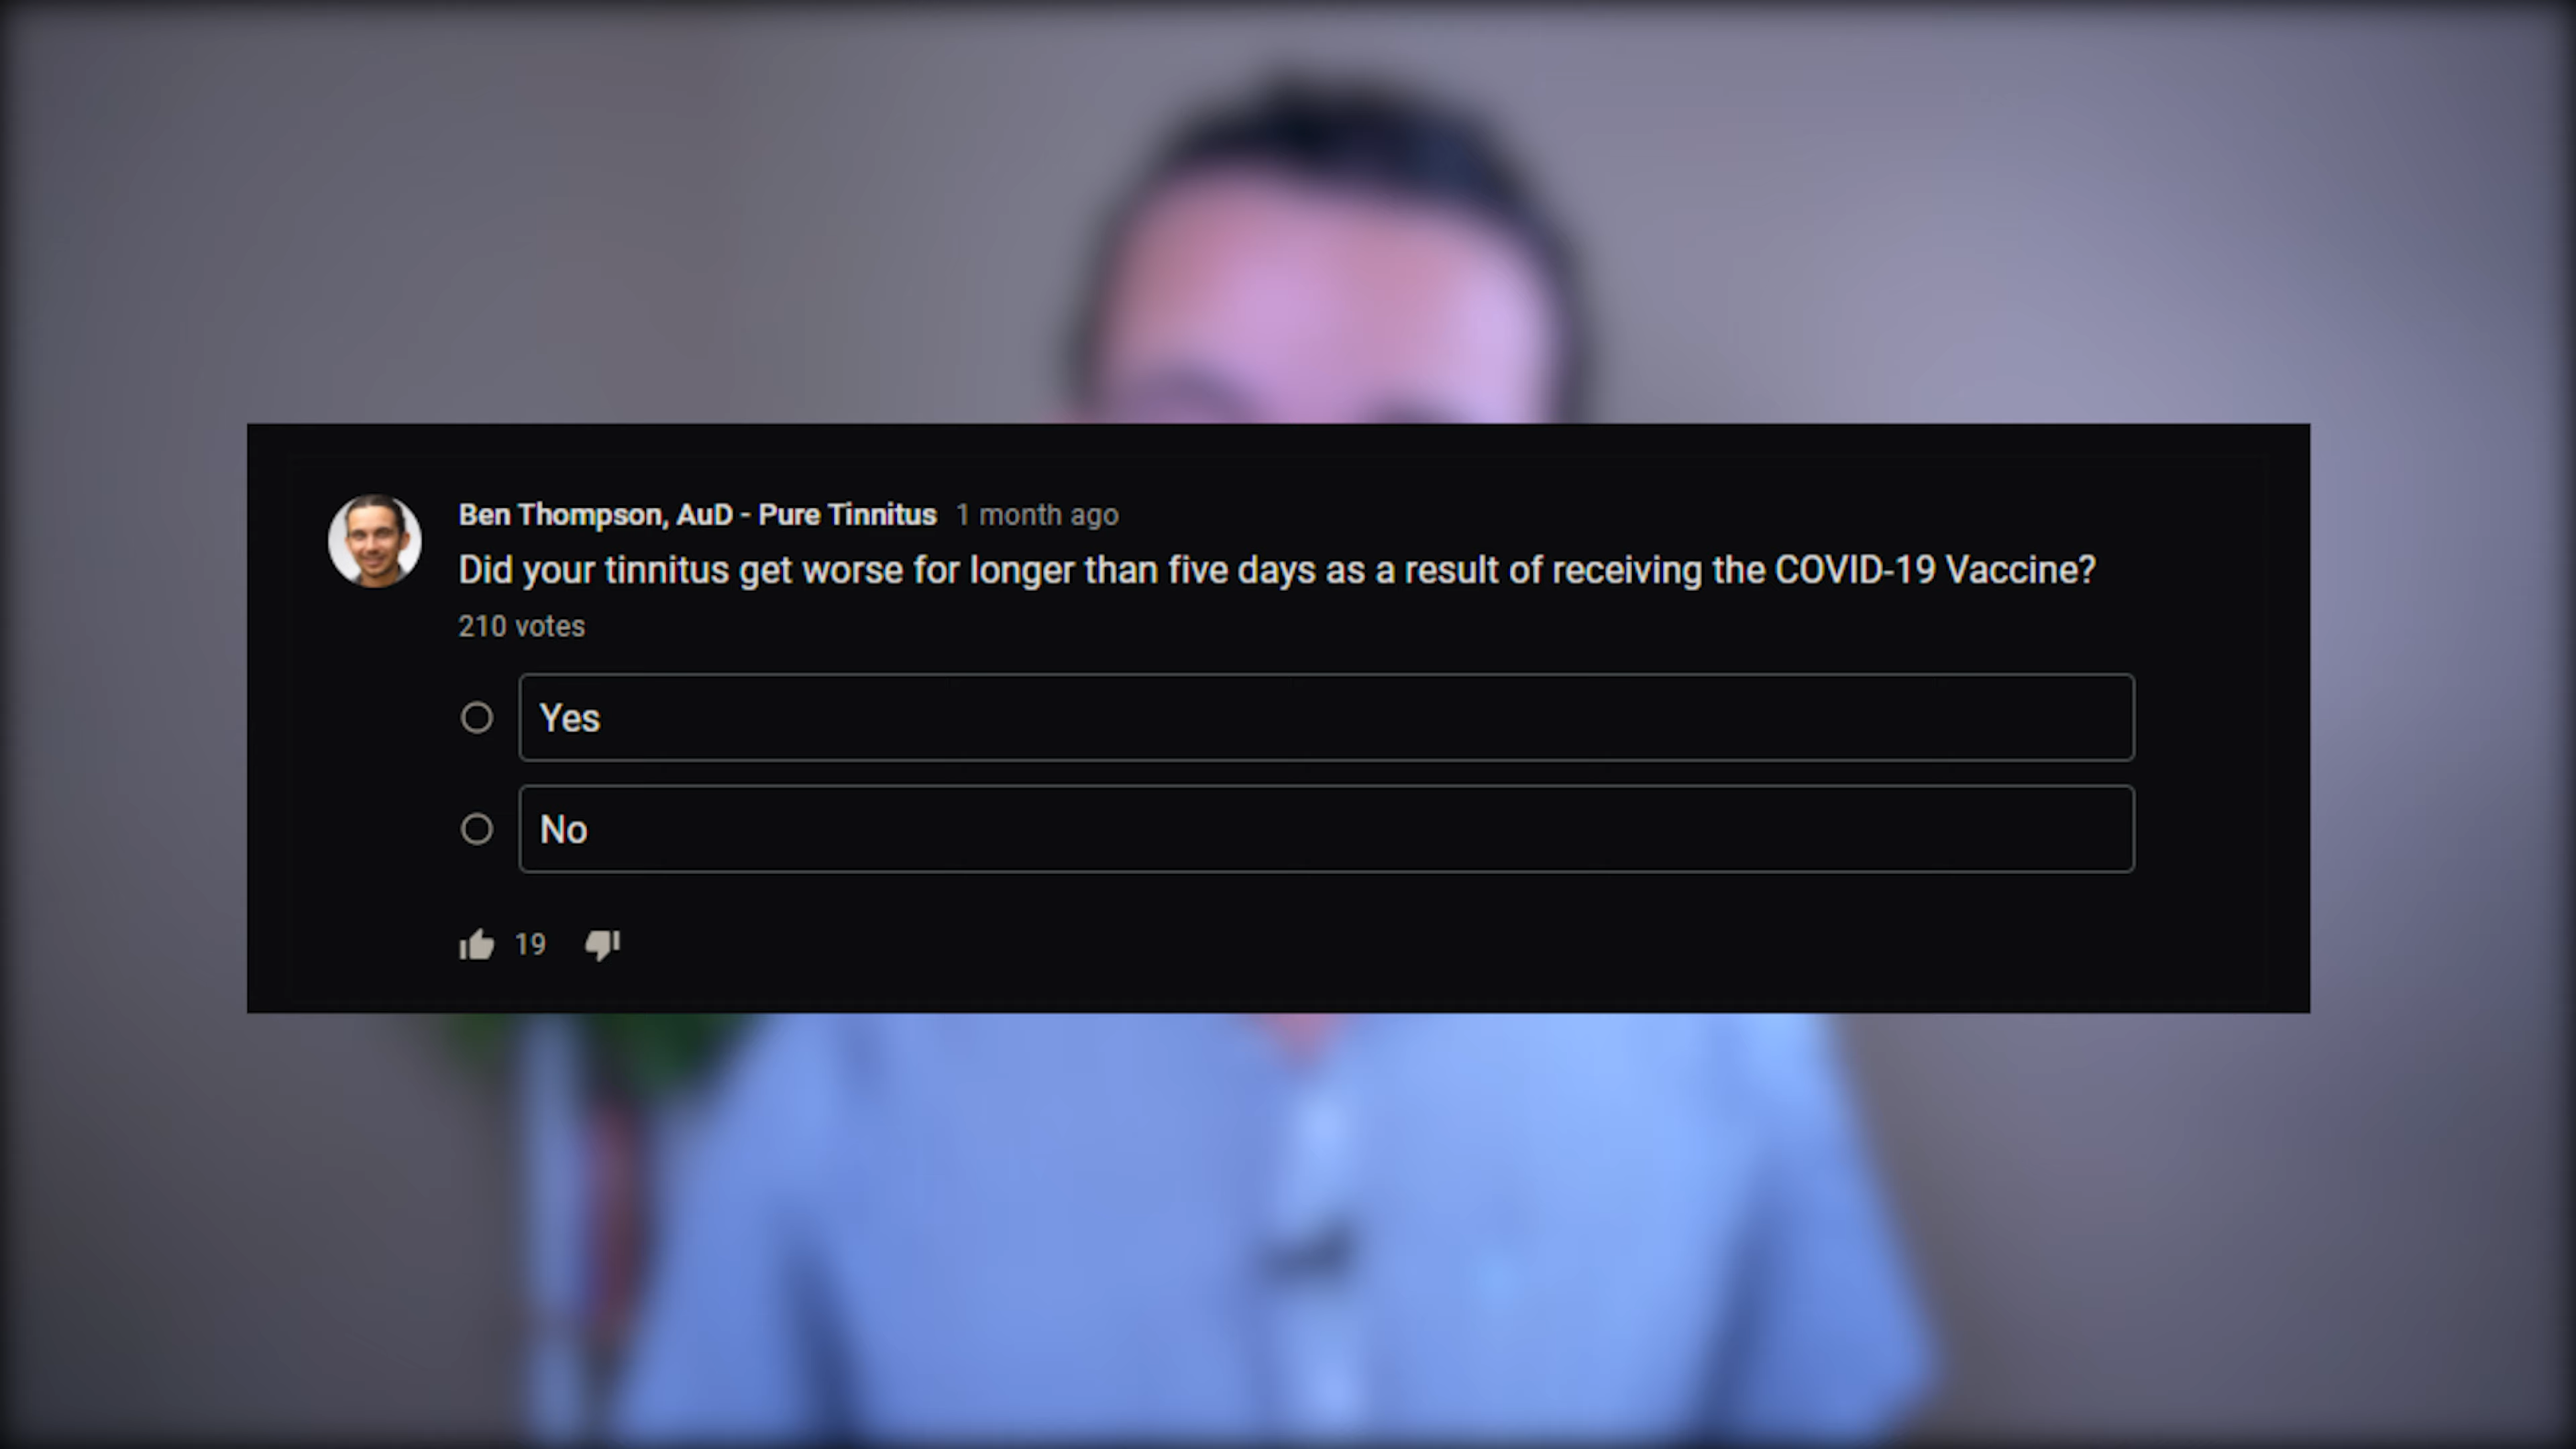 Ben Thompson, AuD - Pure Tinnitus 1 month ago
Did your tinnitus get worse for longer than five days as a result of receiving the COVID-19 Vaccine?
210 votes
Yes
No
19